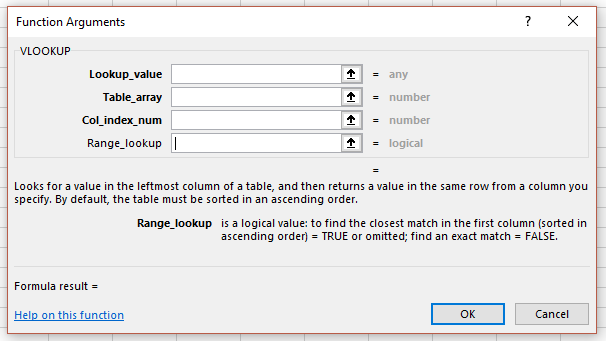 Function Arguments ? ×
VLOOKUP
Lookup_value = any
Table_array = number
Col_index_num = number
Range_lookup = logical
=
Looks for a value in the leftmost column of a table, and then returns a value in the same row from a column you
specify. By default, the table must be sorted in an ascending order.
Range_lookup is a logical value: to find the closest match in the first column (sorted in
ascending order) = TRUE or omitted; find an exact match = FALSE.
Formula result =
Help on this function OK Cancel